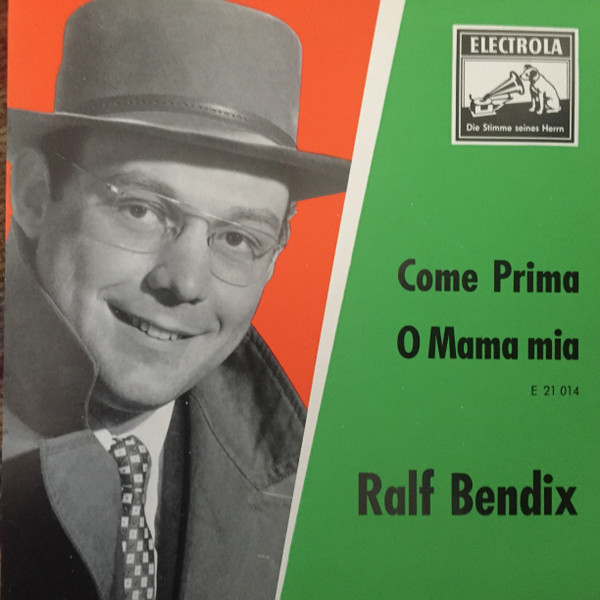 ELECTROLA
Die Stimme seines Herrn
Come Prima
O Mama mia
E 21 014
Ralf Bendix